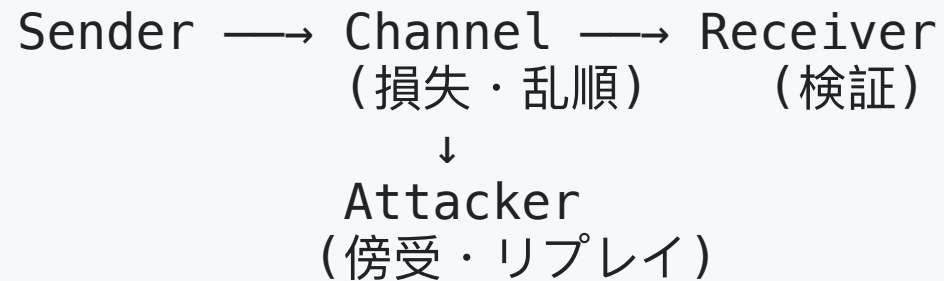 Sender ──→ Channel ──→ Receiver
(損失・乱順) (検証)
↓
Attacker
(傍受・リプレイ)